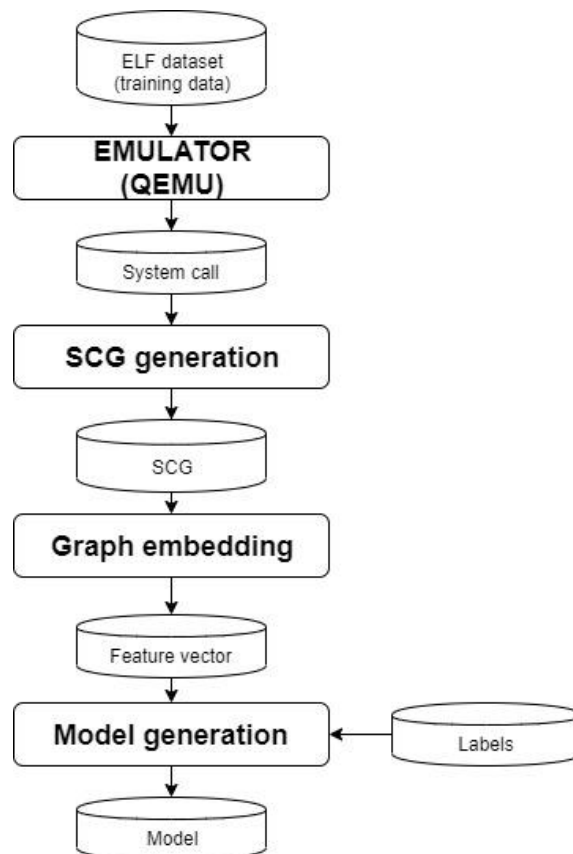 ELF dataset
(training data)
EMULATOR
(QEMU)
System call
SCG generation
SCG
Graph embedding
Feature vector
Model generation
Labels
Model